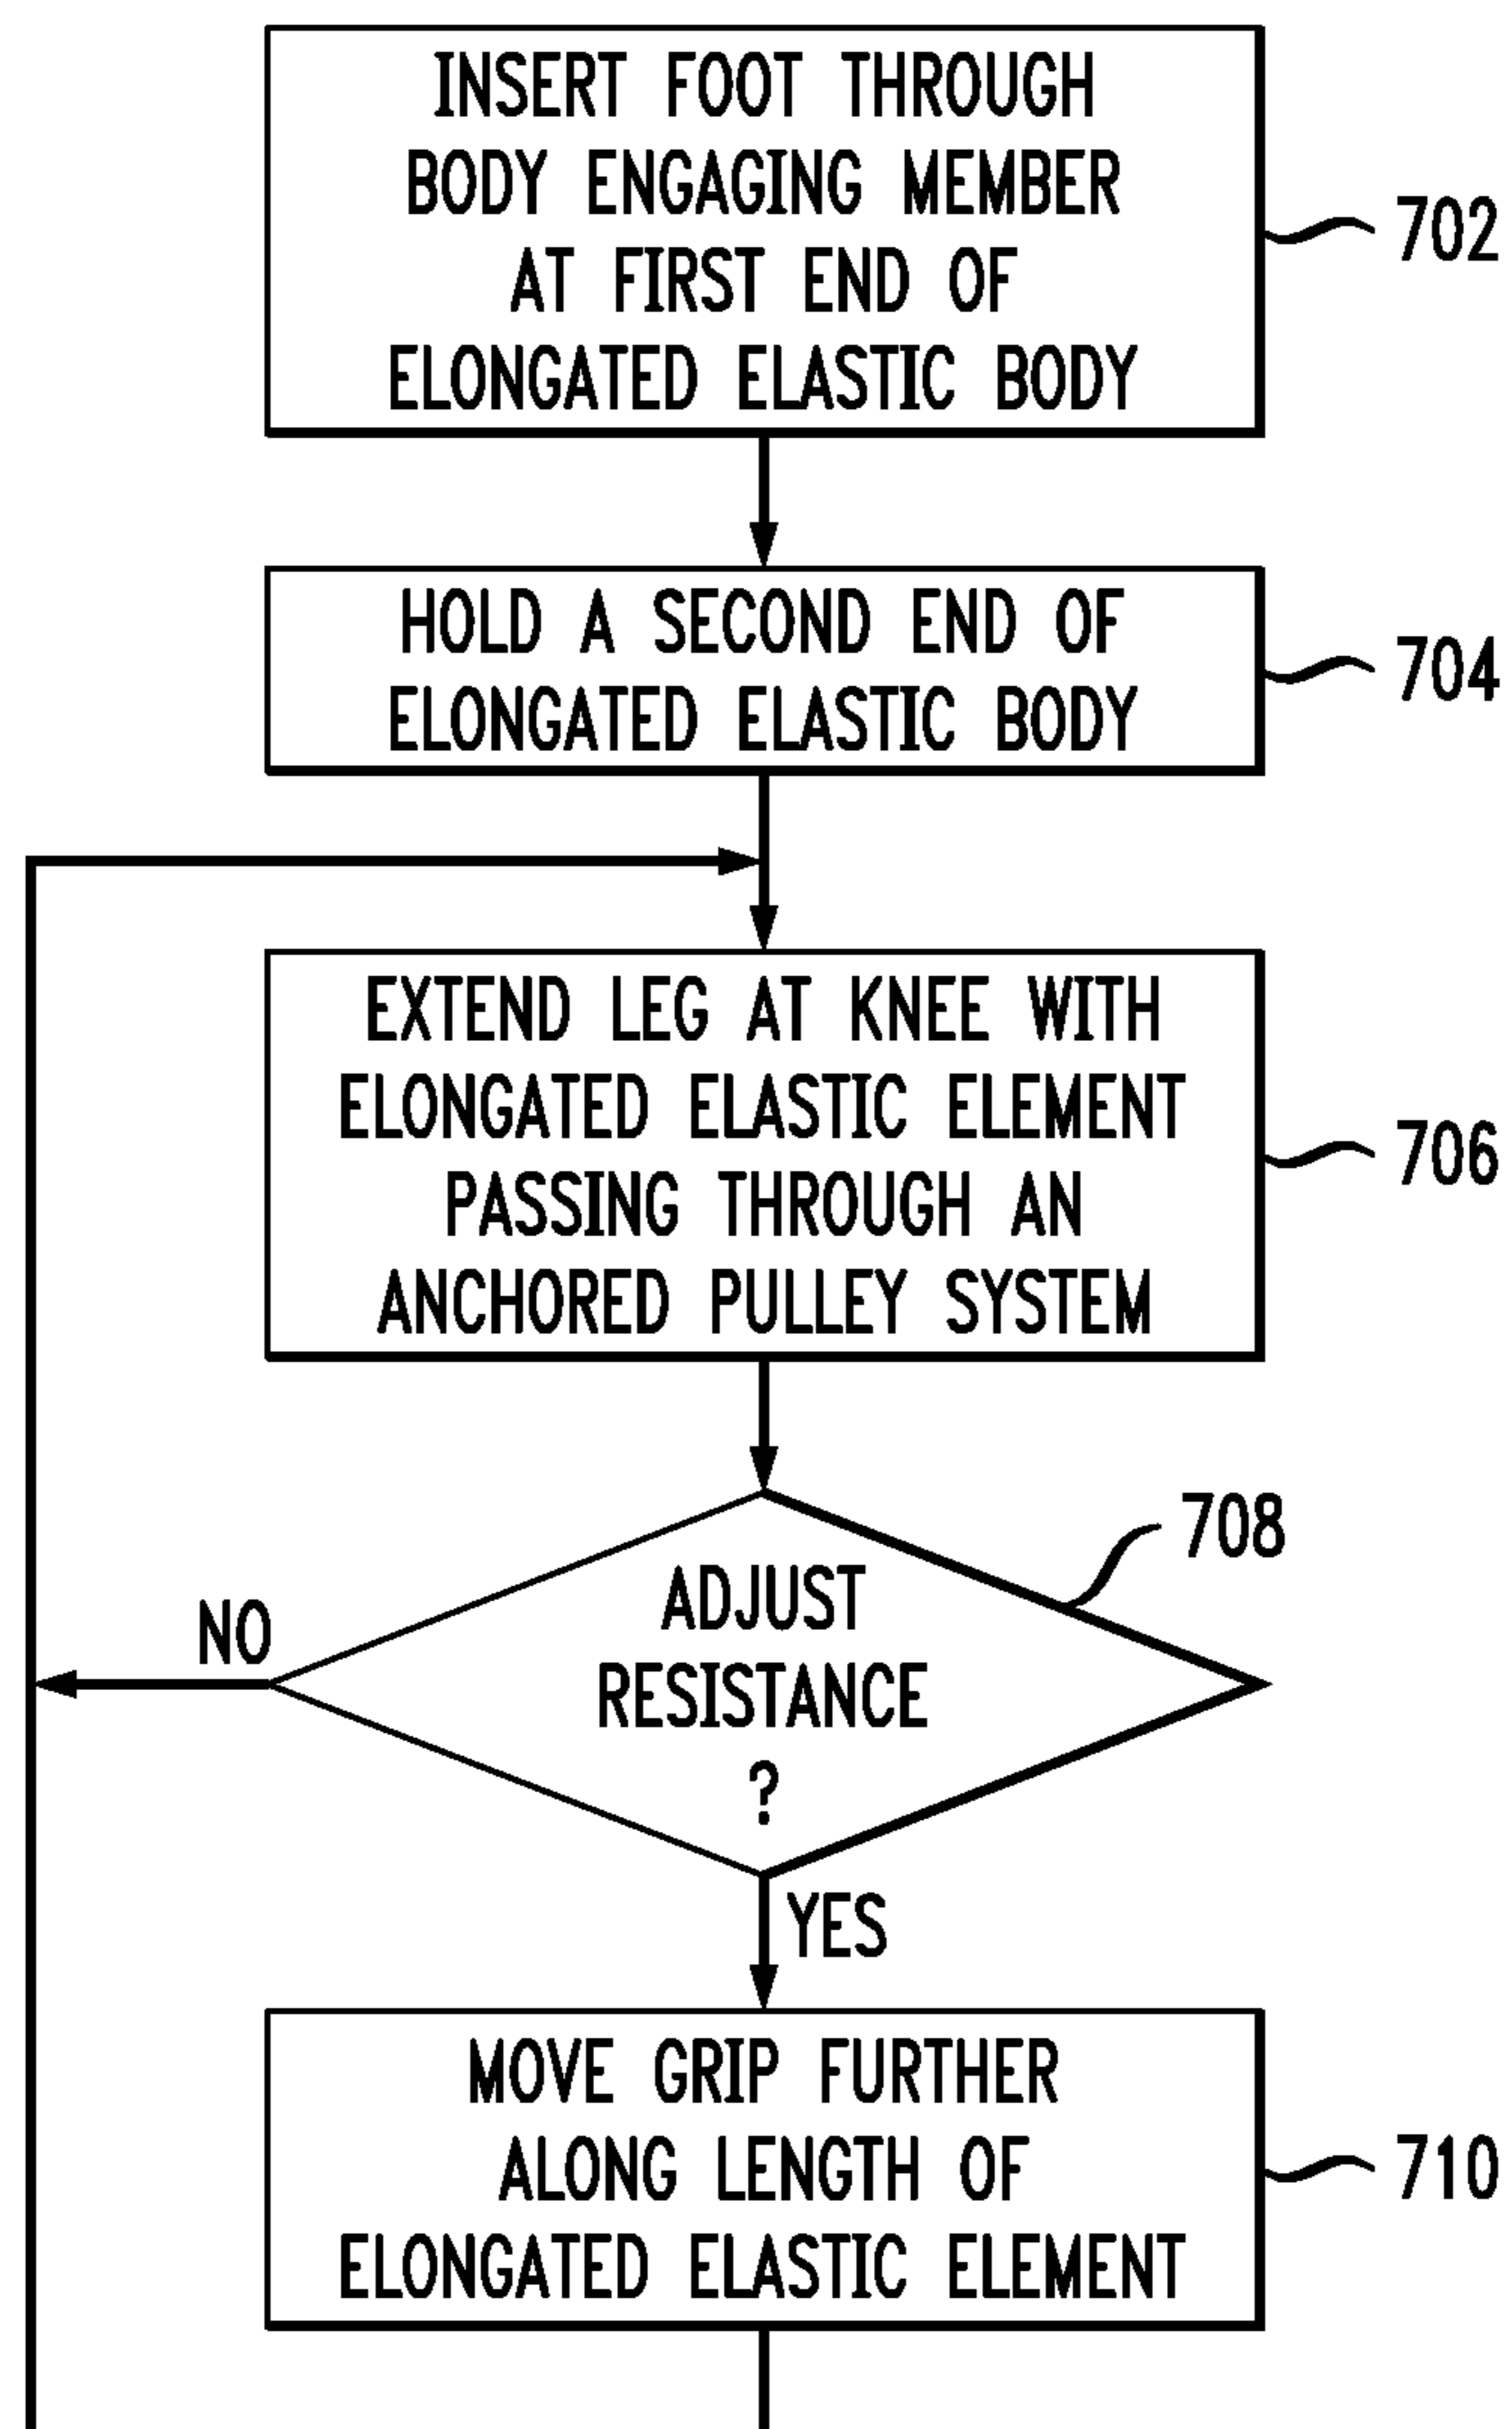 INSERT FOOT THROUGH
BODY ENGAGING MEMBER
AT FIRST END OF
ELONGATED ELASTIC BODY
702
HOLD A SECOND END OF
ELONGATED ELASTIC BODY
704
EXTEND LEG AT KNEE WITH
ELONGATED ELASTIC ELEMENT
PASSING THROUGH AN
ANCHORED PULLEY SYSTEM
706
708
ADJUST
RESISTANCE
?
NO
YES
MOVE GRIP FURTHER
ALONG LENGTH OF
ELONGATED ELASTIC ELEMENT
710